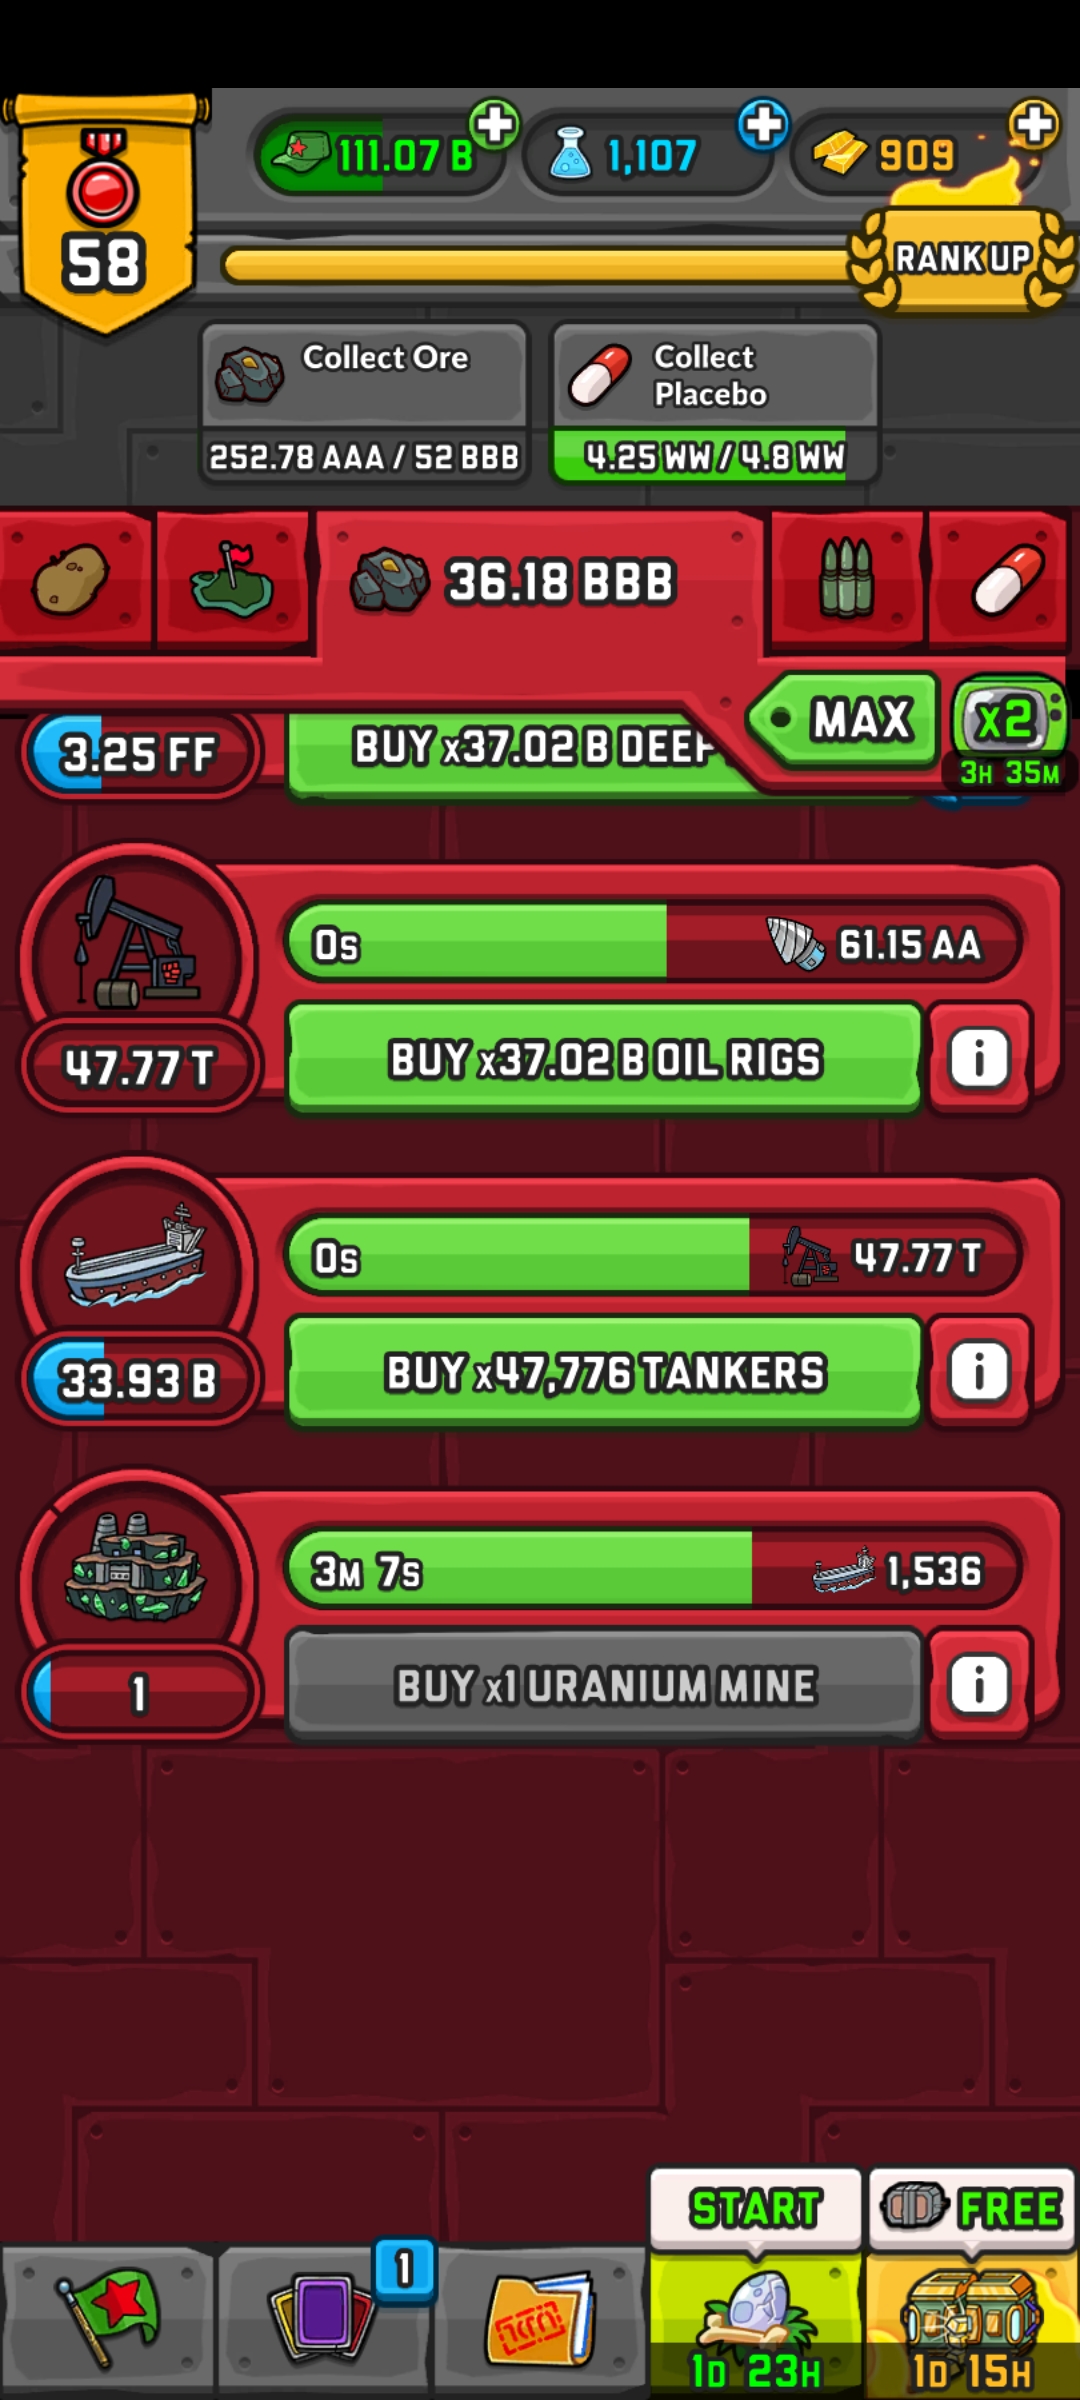 111.07 B
1,107
909
58
RANK UP
Collect Ore
252.78 AAA / 52 BBB
Collect
Placebo
4.25 WW / 4.8 WW
36.18 BBB
MAX
x2
3H 35M
3.25 FF
BUY x37.02 B DEEP
0s
61.15 AA
47.77 T
BUY x37.02 B OIL RIGS
i
0s
47.77 T
33.93 B
BUY x47,776 TANKERS
i
3M 7s
1,536
1
BUY x1 URANIUM MINE
i
START
FREE
1
1D 23H
1D 15H